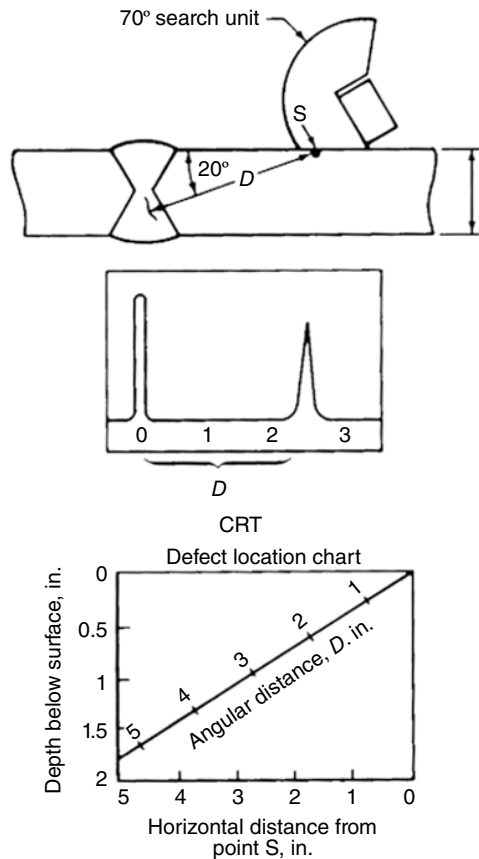 70° search unit
S
20°
D
0 1 2 3
D
CRT
Defect location chart
0
0.5
1
1.5
2
Depth below surface, in.
1
2
3
4
5
Angular distance, D. in.
5 4 3 2 1 0
Horizontal distance from
point S, in.